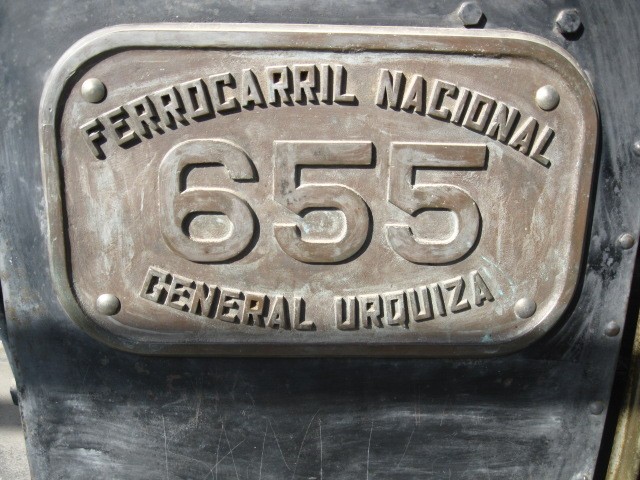 FERROCARRIL NACIONAL
655
GENERAL URQUIZA